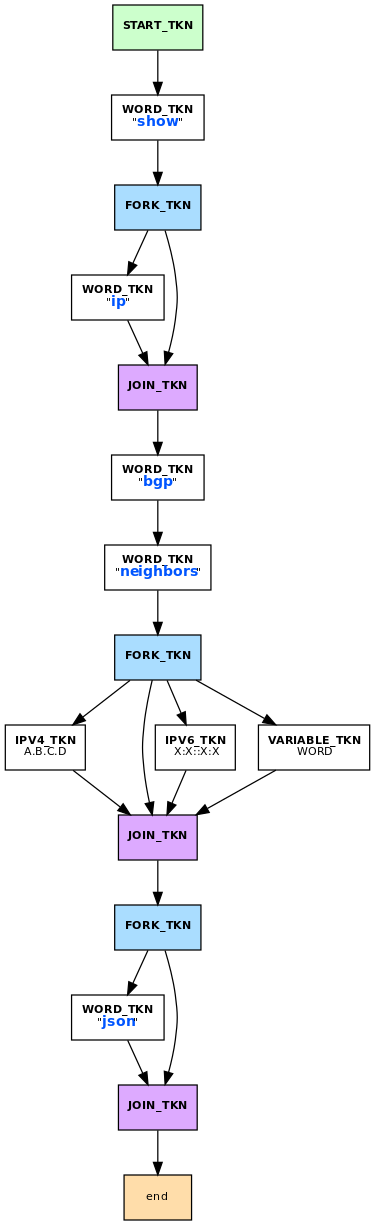 START_TKN
WORD_TKN
"show"
FORK_TKN
WORD_TKN
"ip"
JOIN_TKN
WORD_TKN
"bgp"
WORD_TKN
"neighbors"
FORK_TKN
IPV4_TKN
A.B.C.D
IPV6_TKN
X:X::X:X
VARIABLE_TKN
WORD
JOIN_TKN
FORK_TKN
WORD_TKN
"json"
JOIN_TKN
end